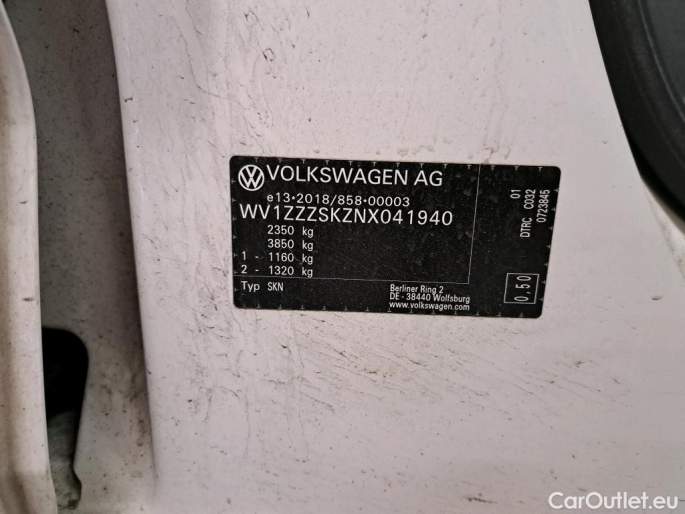 VOLKSWAGEN AG
e13*2018/858*00003
WV1ZZZSKZNX041940
2350 kg
3850 kg
1 - 1160 kg
2 - 1320 kg
Typ SKN
Berliner Ring 2
DE - 38440 Wolfsburg
www.volkswagen.com
01
DTRC C032
0723845
0,50
CarOutlet.eu